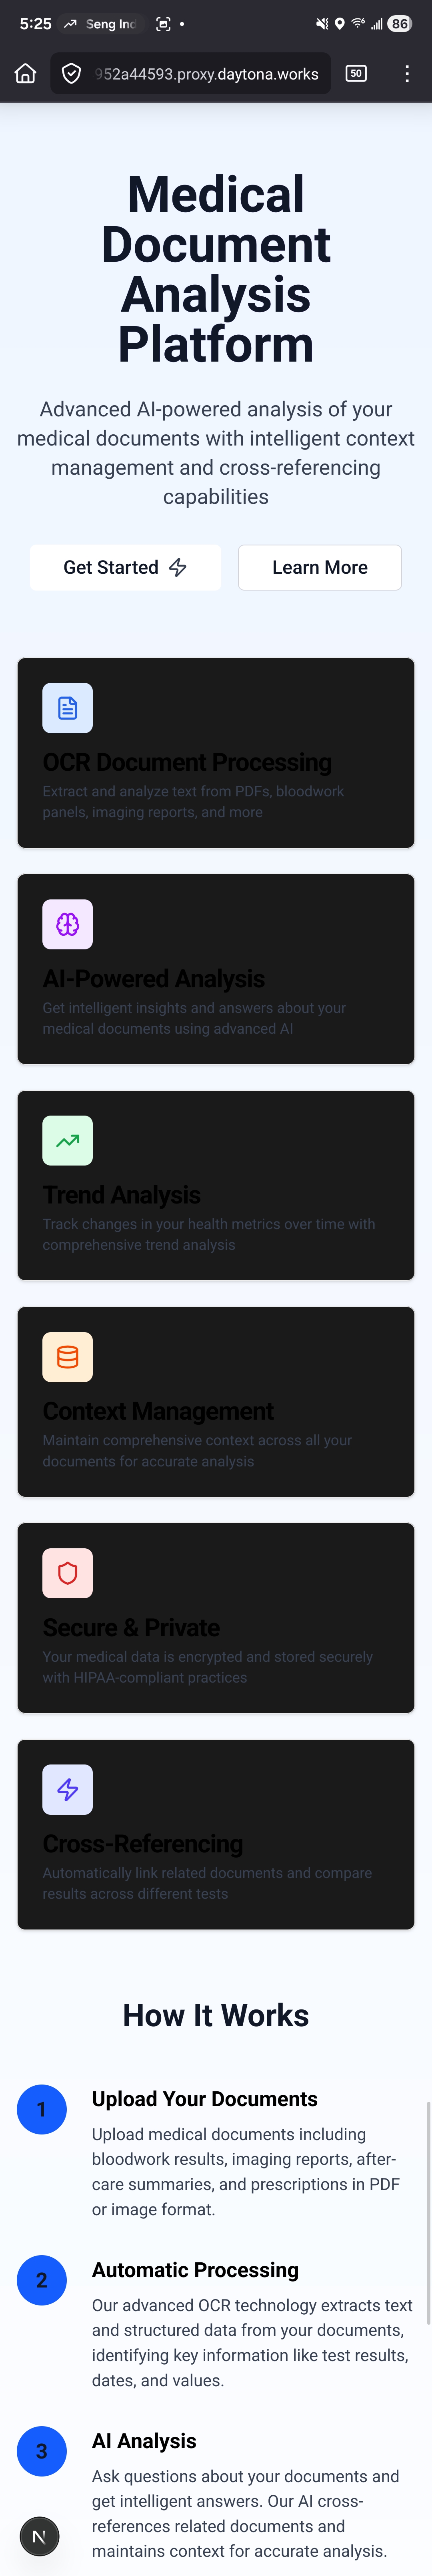 5:25
Seng Ind
86
952a44593.proxy.daytona.works
50
Medical
Document
Analysis
Platform
Advanced AI-powered analysis of your
medical documents with intelligent context
management and cross-referencing
capabilities
Get Started
Learn More
OCR Document Processing
Extract and analyze text from PDFs, bloodwork
panels, imaging reports, and more
AI-Powered Analysis
Get intelligent insights and answers about your
medical documents using advanced AI
Trend Analysis
Track changes in your health metrics over time with
comprehensive trend analysis
Context Management
Maintain comprehensive context across all your
documents for accurate analysis
Secure & Private
Your medical data is encrypted and stored securely
with HIPAA-compliant practices
Cross-Referencing
Automatically link related documents and compare
results across different tests
How It Works
1
Upload Your Documents
Upload medical documents including
bloodwork results, imaging reports, after-
care summaries, and prescriptions in PDF
or image format.
2
Automatic Processing
Our advanced OCR technology extracts text
and structured data from your documents,
identifying key information like test results,
dates, and values.
3
AI Analysis
Ask questions about your documents and
get intelligent answers. Our AI cross-
references related documents and
maintains context for accurate analysis.
N